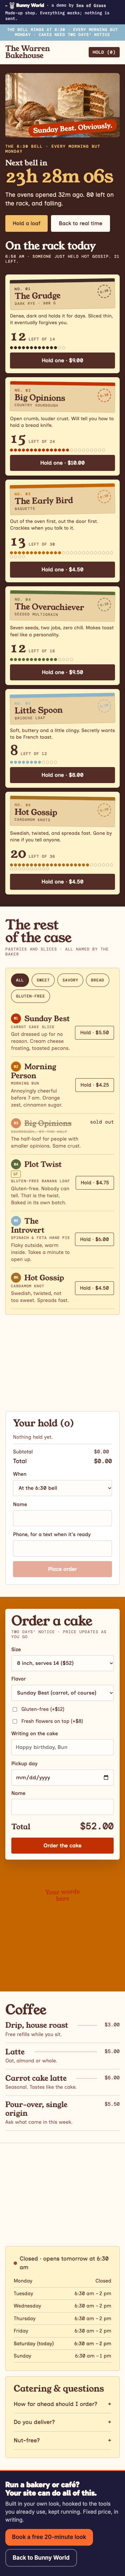 Bunny World · a demo by Sea of Grass
Made-up shop. Everything works; nothing is sent.
THE BELL RINGS AT 6:30 · EVERY MORNING BUT MONDAY · CAKES NEED TWO DAYS' NOTICE
The Warren
Bakehouse
HOLD (0)
Sunday Best. Obviously.
THE 6:30 BELL · EVERY MORNING BUT MONDAY
Next bell in
23h 28m 06s
The ovens opened 32m ago. 80 left on the rack, and falling.
Hold a loaf
Back to real time
On the rack today
6:58 AM · SOMEONE JUST HELD HOT GOSSIP. 21 LEFT.
NO. 01
The Grudge
DARK RYE · 900 G
Dense, dark and holds it for days. Sliced thin, it eventually forgives you.
12 LEFT OF 14
Hold one · $9.00
NO. 02
Big Opinions
COUNTRY SOURDOUGH
Open crumb, louder crust. Will tell you how to hold a bread knife.
15 LEFT OF 24
Hold one · $10.00
NO. 03
The Early Bird
BAGUETTE
Out of the oven first, out the door first. Crackles when you talk to it.
13 LEFT OF 30
Hold one · $4.50
NO. 04
The Overachiever
SEEDED MULTIGRAIN
Seven seeds, two jobs, zero chill. Makes toast feel like a personality.
12 LEFT OF 18
Hold one · $9.50
NO. 05
Little Spoon
BRIOCHE LOAF
Soft, buttery and a little clingy. Secretly wants to be French toast.
8 LEFT OF 12
Hold one · $8.00
NO. 06
Hot Gossip
CARDAMOM KNOTS
Swedish, twisted, and spreads fast. Gone by nine if you tell anyone.
20 LEFT OF 36
Hold one · $4.50
The rest
of the case
PASTRIES AND SLICES · ALL NAMED BY THE BAKER
ALL
SWEET
SAVORY
BREAD
GLUTEN-FREE
Sunday Best
CARROT CAKE SLICE
Got dressed up for no reason. Cream cheese frosting, toasted pecans.
Hold · $5.50
Morning
Person
MORNING BUN
Annoyingly cheerful before 7 am. Orange zest, cinnamon sugar.
Hold · $4.25
Big Opinions
sold out
The half-loaf for people with smaller opinions. Same crust.
Plot Twist
GF
GLUTEN-FREE BANANA LOAF
Gluten-free. Nobody can tell. That is the twist. Baked in its own batch.
Hold · $4.75
The
Introvert
SPINACH & FETA HAND PIE
Flaky outside, warm inside. Takes a minute to open up.
Hold · $6.00
Hot Gossip
CARDAMOM KNOT
Swedish, twisted, not too sweet. Spreads fast.
Hold · $4.50
Your hold (0)
Nothing held yet.
Subtotal $0.00
Total $0.00
When
At the 6:30 bell
Name
Phone, for a text when it's ready
Place order
Order a cake
TWO DAYS' NOTICE · PRICE UPDATES AS YOU GO
Size
8 inch, serves 14 ($52)
Flavor
Sunday Best (carrot, of course)
Gluten-free (+$12)
Fresh flowers on top (+$8)
Writing on the cake
Happy birthday, Bun
Pickup day
mm/dd/yyyy
Name
Total $52.00
Order the cake
Your words
here
Coffee
Drip, house roast $3.00
Free refills while you sit.
Latte $5.00
Oat, almond or whole.
Carrot cake latte $6.00
Seasonal. Tastes like the cake.
Pour-over, single origin $5.50
Ask what came in this week.
Closed · opens tomorrow at 6:30 am
Monday Closed
Tuesday 6:30 am – 2 pm
Wednesday 6:30 am – 2 pm
Thursday 6:30 am – 2 pm
Friday 6:30 am – 2 pm
Saturday (today) 6:30 am – 2 pm
Sunday 6:30 am – 1 pm
Catering & questions
How far ahead should I order? +
Do you deliver? +
Nut-free? +
Run a bakery or café?
Your site can do all of this.
Built in your own look, hooked to the tools you already use, kept running. Fixed price, in writing.
Book a free 20-minute look
Back to Bunny World